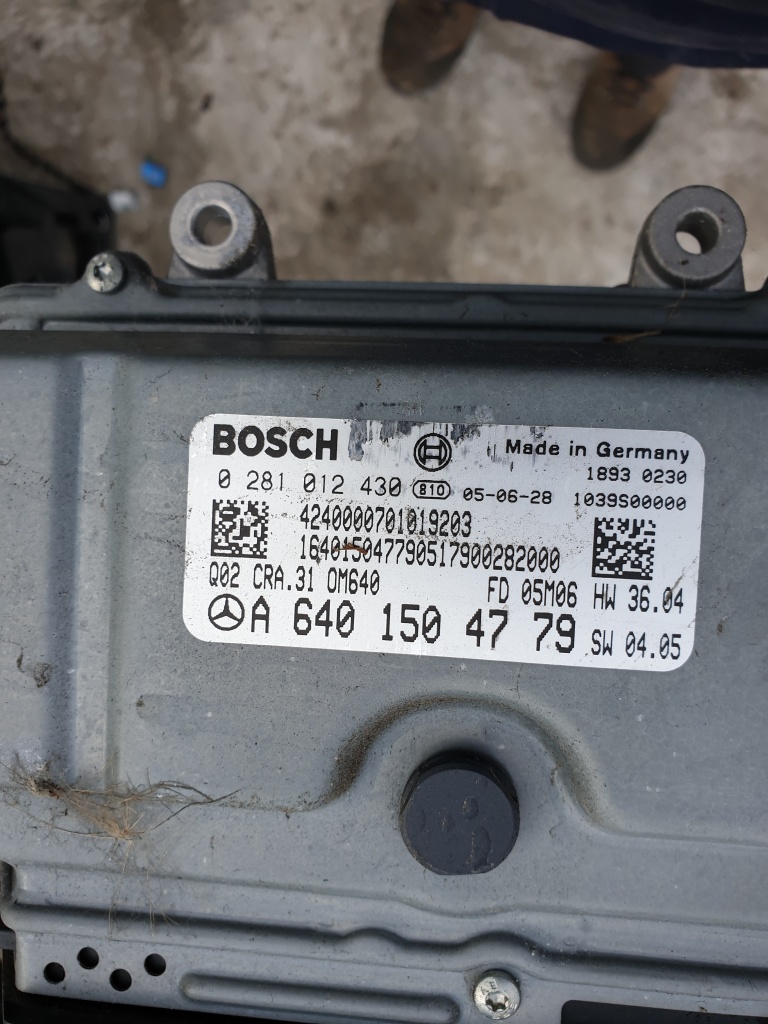 BOSCH Made in Germany
1893 0230
0 281 012 430 810 05-06-28 1039S00000
4240000701019203
164015047790517900282000
Q02 CRA.31 OM640 FD 05M06 HW 36.04
A 640 150 47 79 SW 04.05